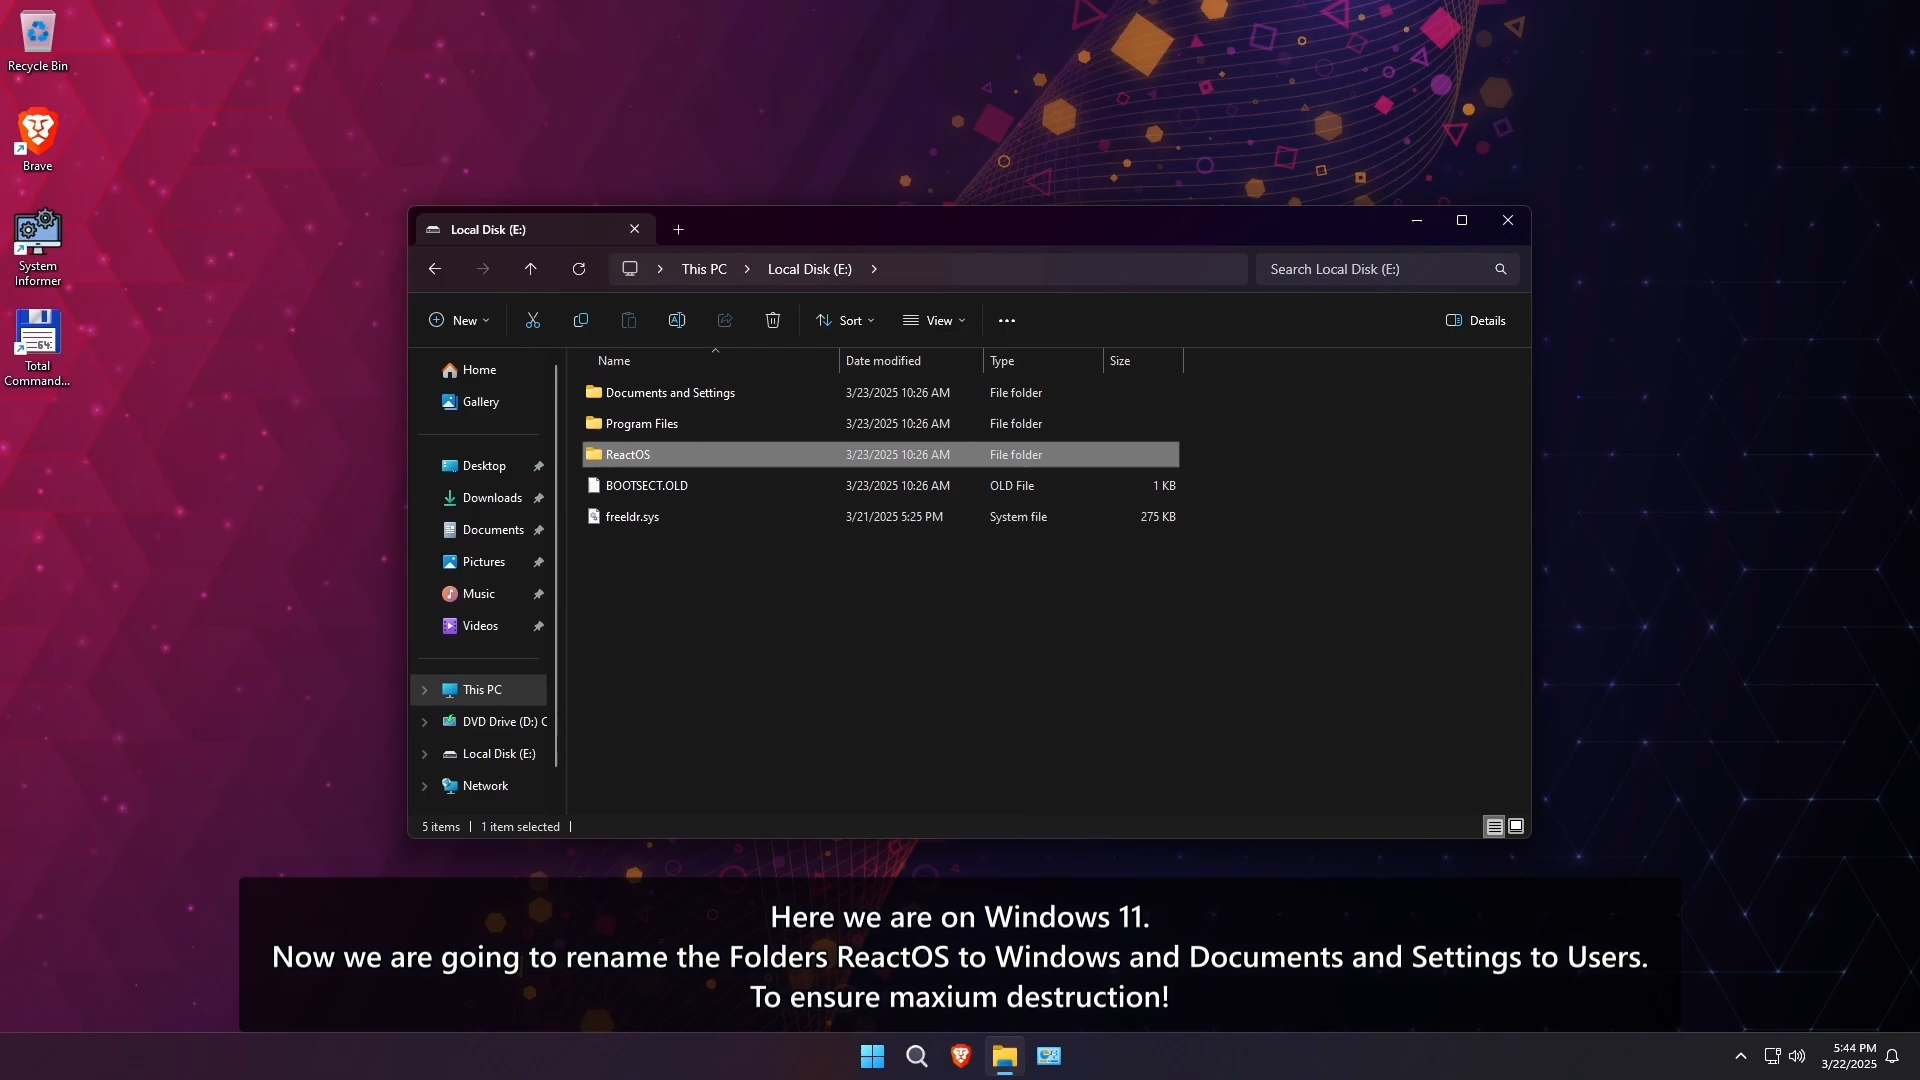 Recycle Bin
Brave
System
Informer
64
Total
Command...
Local Disk (E:)
This PC
Local Disk (E:)
Search Local Disk (E:)
New
Sort
View
Details
Name Date modified Type Size
Home
Gallery
Desktop
Downloads
Documents
Pictures
Music
Videos
This PC
DVD Drive (D:) C
Local Disk (E:)
Network
Documents and Settings 3/23/2025 10:26 AM File folder
Program Files 3/23/2025 10:26 AM File folder
ReactOS 3/23/2025 10:26 AM File folder
BOOTSECT.OLD 3/23/2025 10:26 AM OLD File 1 KB
freeldr.sys 3/21/2025 5:25 PM System file 275 KB
5 items 1 item selected
Here we are on Windows 11.
Now we are going to rename the Folders ReactOS to Windows and Documents and Settings to Users.
To ensure maxium destruction!
5:44 PM
3/22/2025